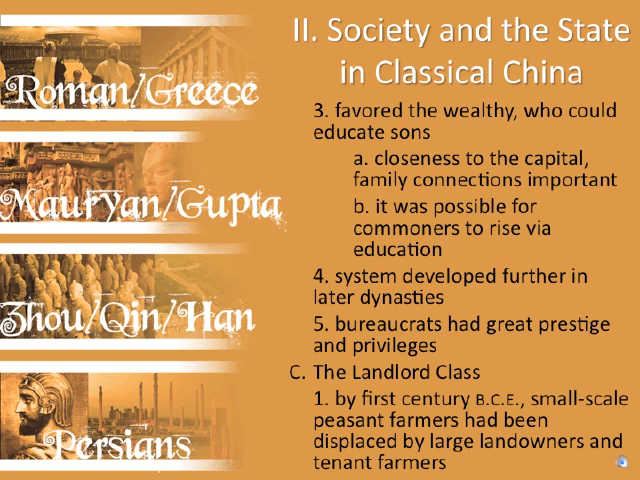 II. Society and the State
in Classical China
3. favored the wealthy, who could
educate sons
a. closeness to the capital,
family connections important
b. it was possible for
commoners to rise via
education
4. system developed further in
later dynasties
5. bureaucrats had great prestige
and privileges
C. The Landlord Class
1. by first century B.C.E., small-scale
peasant farmers had been
displaced by large landowners and
tenant farmers
Roman/Greece
Mauryan/Gupta
Zhou/Qin/Han
Persians